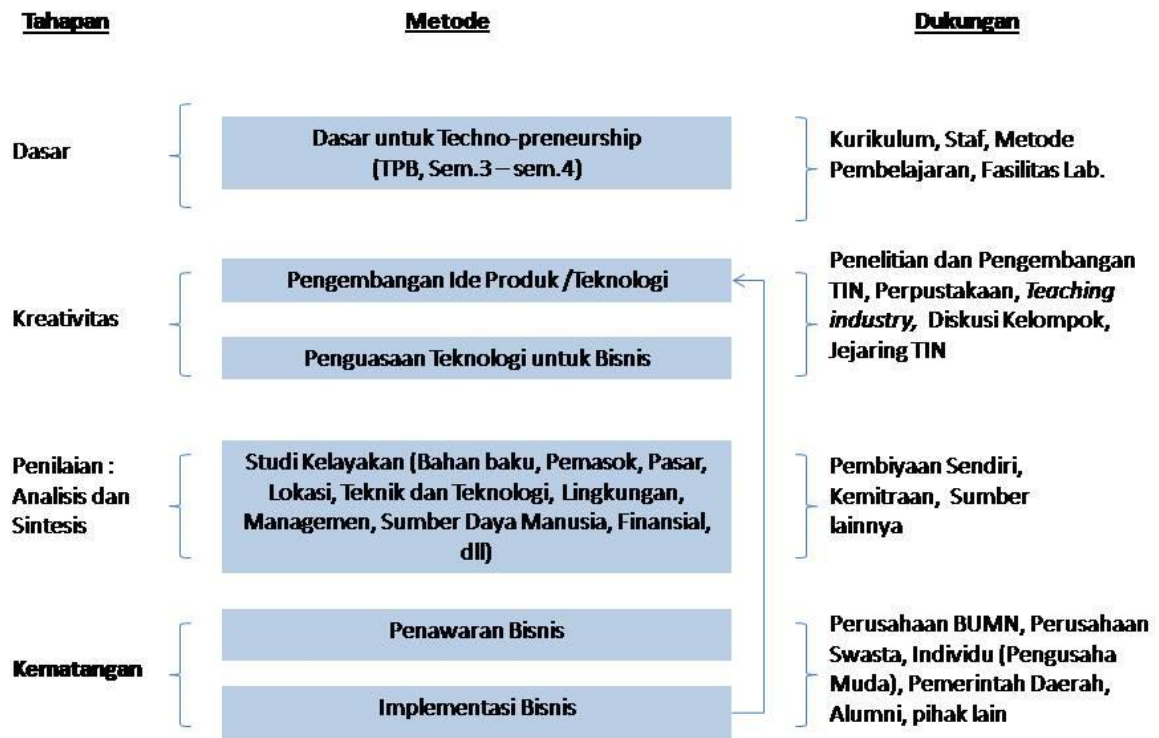 Tahapan
Metode
Dukungan
Dasar
Dasar untuk Techno-preneurship
(TPB, Sem.3 – sem.4)
Kurikulum, Staf, Metode
Pembelajaran, Fasilitas Lab.
Kreativitas
Pengembangan Ide Produk /Teknologi
Penguasaan Teknologi untuk Bisnis
Penelitian dan Pengembangan
TIN, Perpustakaan, Teaching
industry, Diskusi Kelompok,
Jejaring TIN
Penilaian :
Analisis dan
Sintesis
Studi Kelayakan (Bahan baku, Pemasok, Pasar,
Lokasi, Teknik dan Teknologi, Lingkungan,
Managemen, Sumber Daya Manusia, Finansial,
dll)
Pembiyaan Sendiri,
Kemitraan, Sumber
lainnya
Kematangan
Penawaran Bisnis
Implementasi Bisnis
Perusahaan BUMN, Perusahaan
Swasta, Individu (Pengusaha
Muda), Pemerintah Daerah,
Alumni, pihak lain